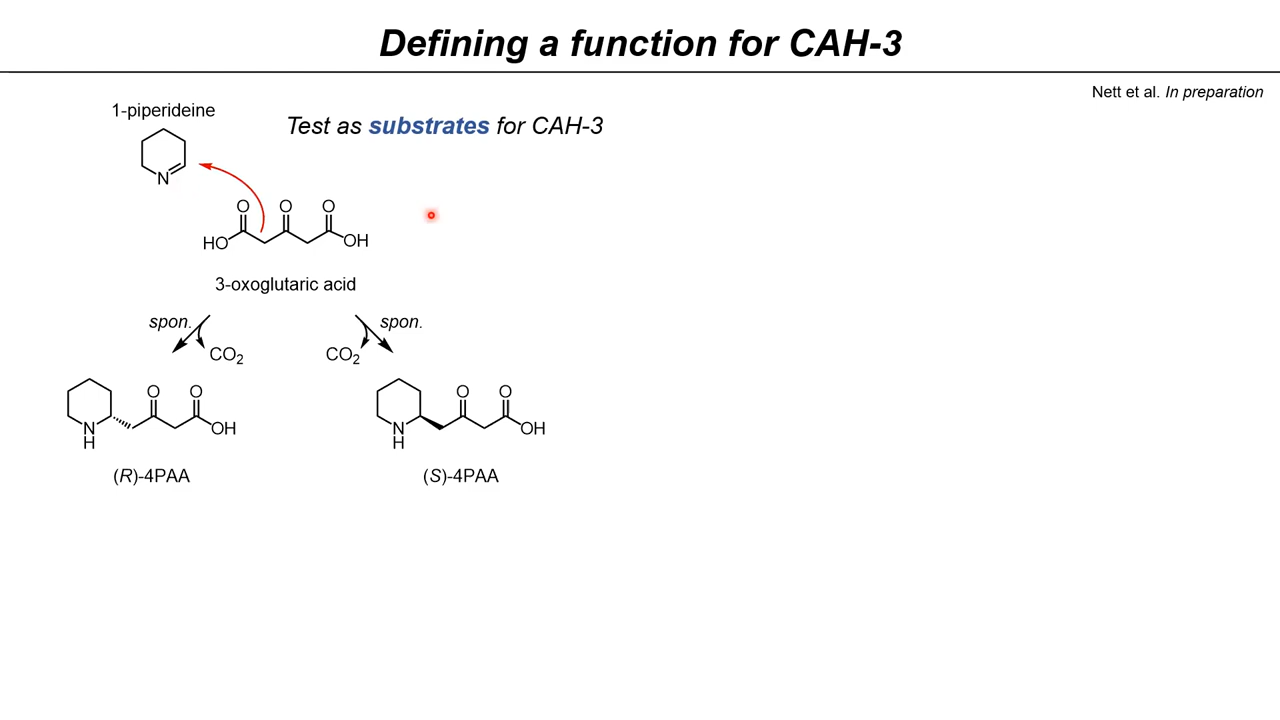 Defining a function for CAH-3
Nett et al. In preparation
1-piperideine
Test as substrates for CAH-3
N
O O O
HO OH
3-oxoglutaric acid
spon. spon.
CO2 CO2
O O O O
N H OH N H OH
(R)-4PAA (S)-4PAA